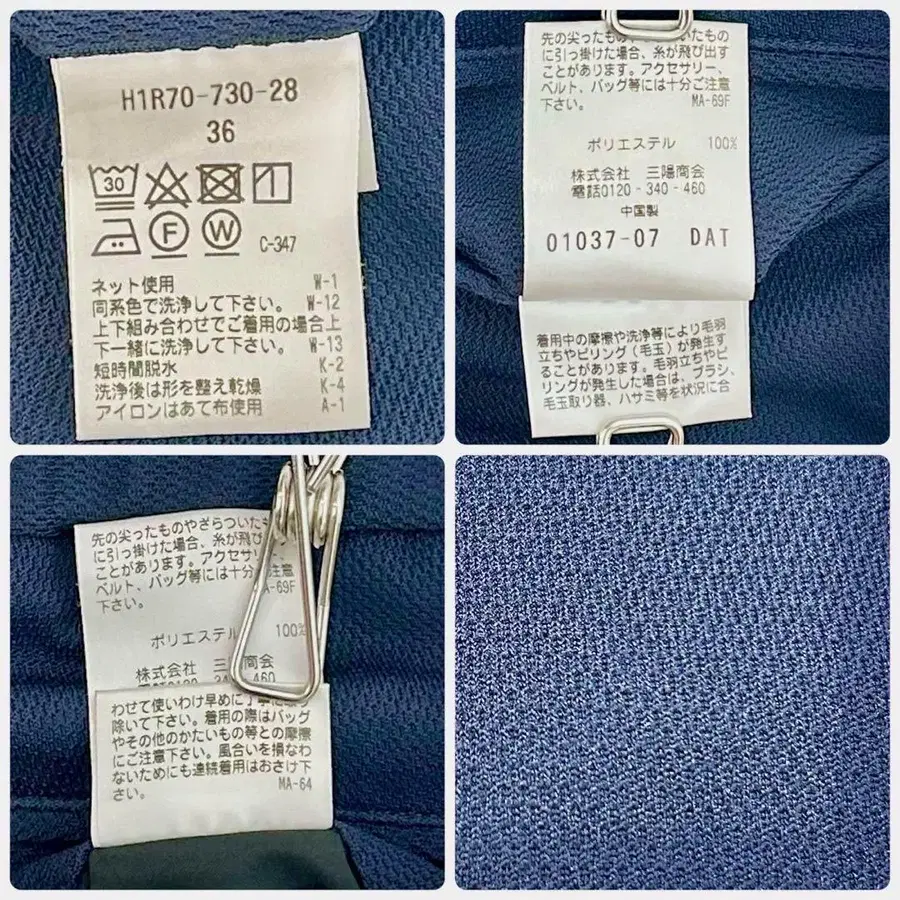 H1R70-730-28
36
30
F
W
C-347
ネット使用 W-1
同系色で洗浄して下さい。 W-12
上下組み合わせでご着用の場合上
下一緒に洗浄して下さい。 W-13
短時間脱水 K-2
洗浄後は形を整え乾燥 K-4
アイロンはあて布使用 A-1
先の尖ったもの いたもの
に引っ掛けた場合、糸が飛び出す
ことがあります。アクセサリー、
ベルト、バッグ等には十分ご注意
下さい。 MA-69F
ポリエステル 100%
株式会社 三陽商会
電話0120-340-460
中国製
01037-07 DAT
着用中の摩擦や洗浄等により毛羽
立ちやピリング(毛玉)が発生す
ることがあります。毛羽立ちやピ
リングが発生した場合は、ブラシ、
毛玉取り器、ハサミ等を状況に合
先の尖ったものやざらついた
に引っ掛けた場合、糸が飛び
ことがあります。アクセサリー
ベルト、バッグ等には十分 注意
下さい。 A-69F
ポリエステル 100%
株式会社 三陽商会
460
わせて使いわけ早めに
除いて下さい。着用の際はバッグ
やその他のかたいもの等との摩擦
にご注意下さい。風合いを損なわ
ないためにも連続着用はおさけ下
さい。 MA-64